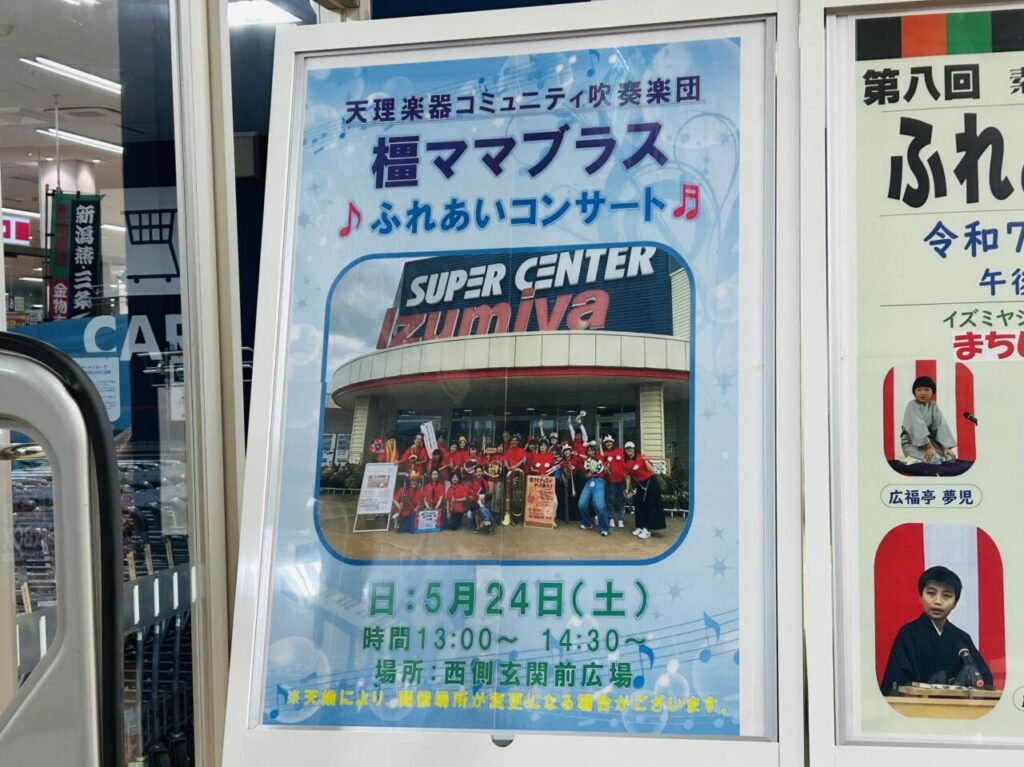 天理楽器コミュニティ吹奏楽団
橿ママブラス
♪ふれあいコンサート♬
SUPER CENTER
Izumiya
日:5月24日(土)
時間13:00〜 14:30〜
場所:西側玄関前広場
※天候により、開催場所が変更になる場合がございます。
第八回 素
ふれ
令和7
午後
イズミヤ
まち
広福亭 夢児
新潟燕・三条
金物
CAR